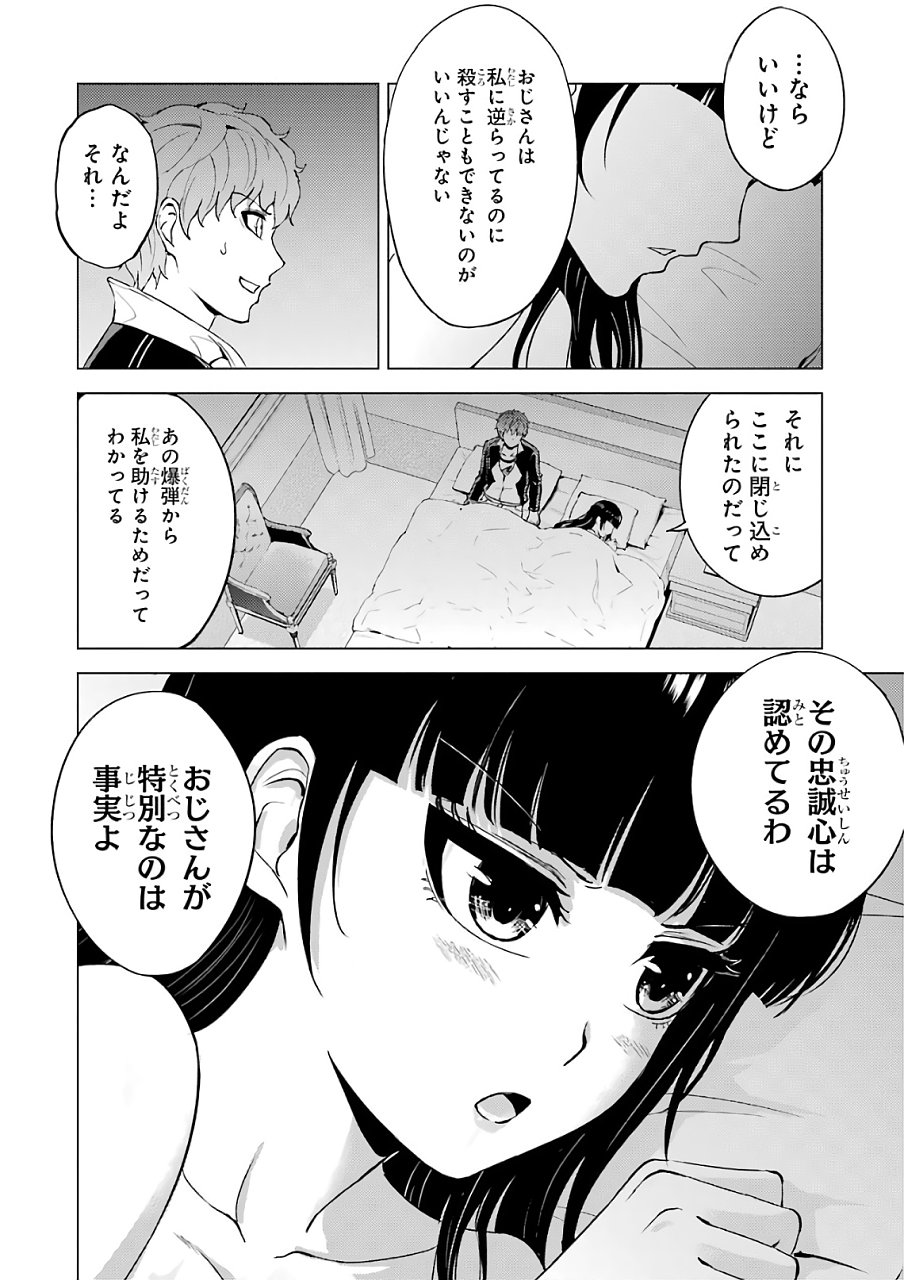 …なら
いいけど
おじさんは
私に逆らってるのに
殺すこともできないのが
いいんじゃない
なんだよ
それ…
それに
ここに閉じ込め
られたのだって
あの爆弾から
私を助けるためだって
わかってる
その忠誠心は
認めてるわ
おじさんが
特別なのは
事実よ